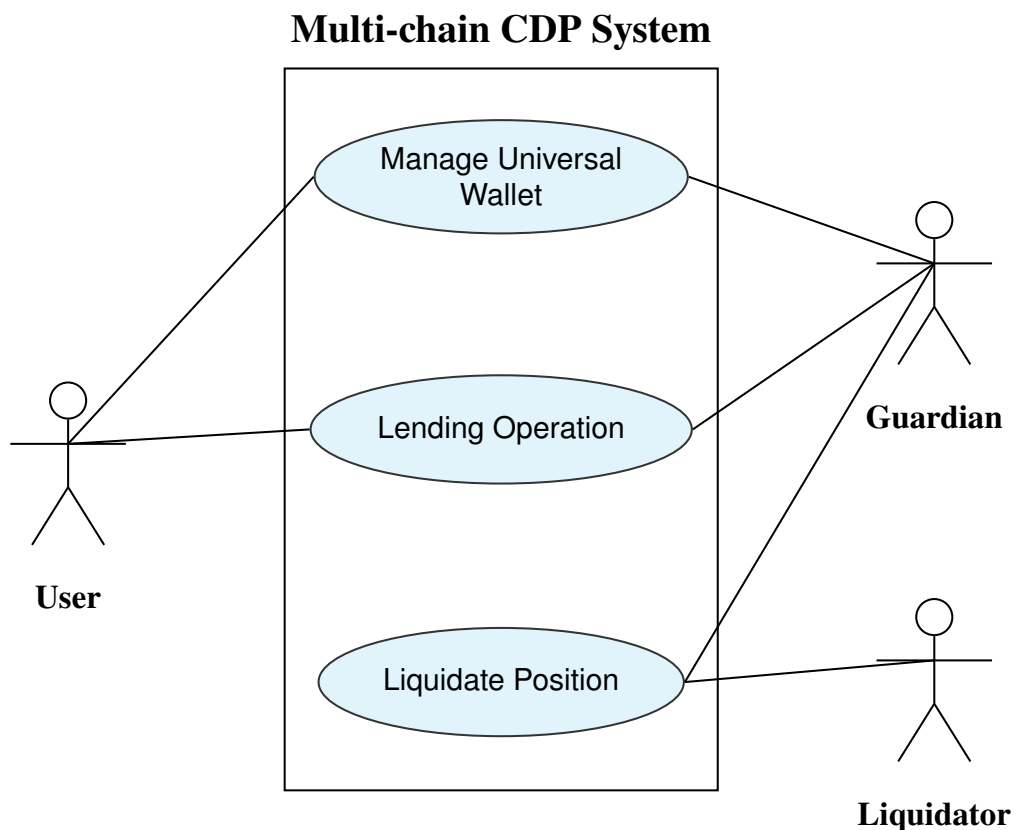 Multi-chain CDP System
Manage Universal
Wallet
Guardian
Lending Operation
User
Liquidate Position
Liquidator